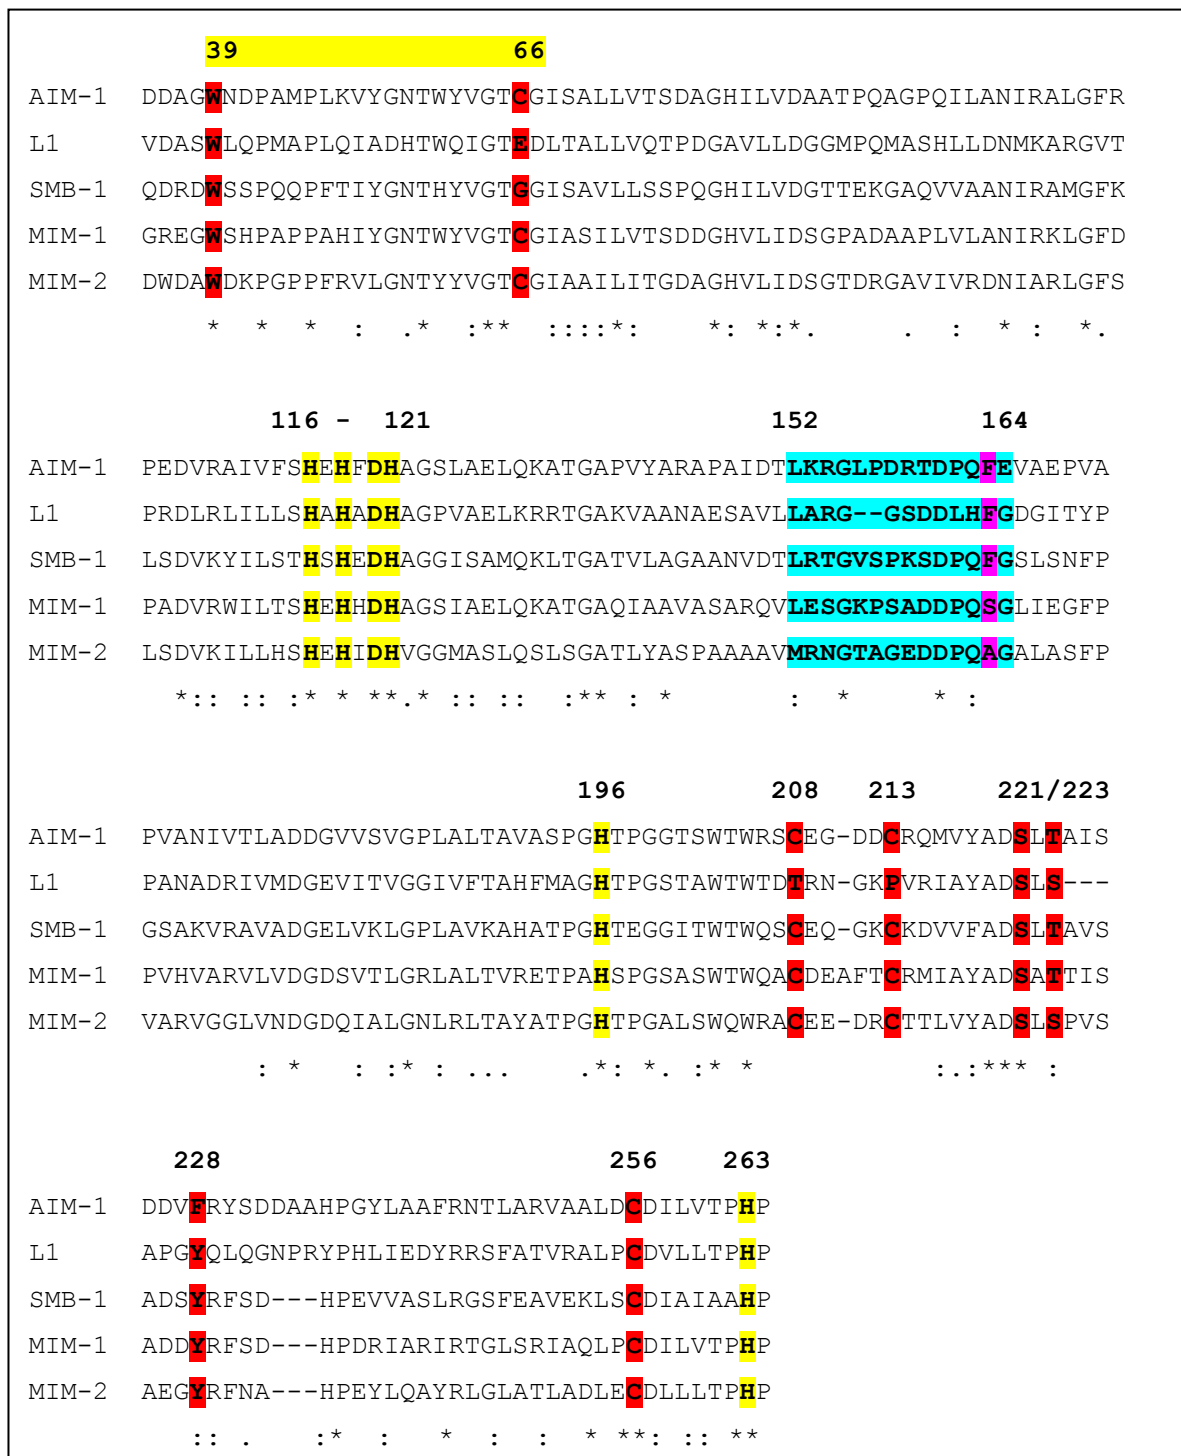 39 66
AIM-1 DDAGWNDPAMPLKVYGNTWYVGTCGISALLVTSDAGHILVDAATPQAGPQILANIRALGFR
L1 VDASWLQPMAPLQIADHTWQIGTEDLTALLVQTPDGAVLLDGGMPQMASHLLDNMKARGVT
SMB-1 QDRDWSSPQQPFTIYGNTHYVGTGGISAVLLSSPQGHILVDGTTEKGAQVVAANIRAMGFK
MIM-1 GREGWSHPAPPAHIYGNTWYVGTCGIASILVTSDDGHVLIDSGPADAAPLVLANIRKLGFD
MIM-2 DWDAWDKPGPPFRVLGNTYYVGTCGIAAILITGDAGHVLIDSGTDRGAVIVRDNIARLGFS
* * * : .* :** ::::*: *: *:*. . : * : *.
116 – 121 152 164
AIM-1 PEDVRAIVFSHEHFDHAGSLAELQKATGAPVYARAPAIDTLKRGLPDRTDPQFEVAEPVA
L1 PRDLRLILLSHAHADHAGPVAELKRRTGAKVAANAESAVLLARG--GSDDLHFGDGITYP
SMB-1 LSDVKYILSTHSHEDHAGGISAMQKLTGATVLAGAANVDTLRTGVSPKSDPQFGSLSNFP
MIM-1 PADVRWILTSHEHHDHAGSIAELQKATGAQIAAVASARQVLESGKPSADDPQSGLIEGFP
MIM-2 LSDVKILLHSHEHIDHVGGMASLQSLSGATLYASPAAAAVMRNGTAGEDDPQAGALASFP
*:: :: :* * **.* :: :: :** : * : * * :
196 208 213 221/223
AIM-1 PVANIVTLADDGVVSVGPLALTAVASPGHTPGGTSWTWRSCEG-DDCRQMVYADSLTAIS
L1 PANADRIVMDGEVITVGGIVFTAHFMAGHTPGSTAWTWTDTRN-GKPVRIAYADSLS---
SMB-1 GSAKVRAVADGELVKLGPLAVKAHATPGHTEGGITWTWQSCEQ-GKCKDVVFADSLTAVS
MIM-1 PVHVARVLVDGDSVTLGRLALTVRETPAHSPGSASWTWQACDEAFTCRMIAYADSATTIS
MIM-2 VARVGGLVNDGDQIALGNLRLTAYATPGHTPGALSWQWRACEE-DRCTTLVYADSLSPVS
: * : :* : ... .*: *. :* * :.:*** :
228 256 263
AIM-1 DDVFRYSDDAAHPGYLAAFRNTLARVAALDCDILVTPHP
L1 APGYQLQGNPRYPHLIEDYRRSFATVRALPCDVLLTPHP
SMB-1 ADSYRFSD---HPEVVASLRGSFEAVEKLSCDIAIAAHP
MIM-1 ADDYRFSD---HPDRIARIRTGLSRIAQLPCDILVTPHP
MIM-2 AEGYRFNA---HPEYLQAYRLGLATLADLECDLLLTPHP
:: . :* : * : : * **: :: **